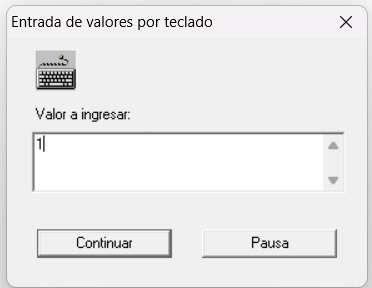 Entrada de valores por teclado
Valor a ingresar:
1
Continuar
Pausa